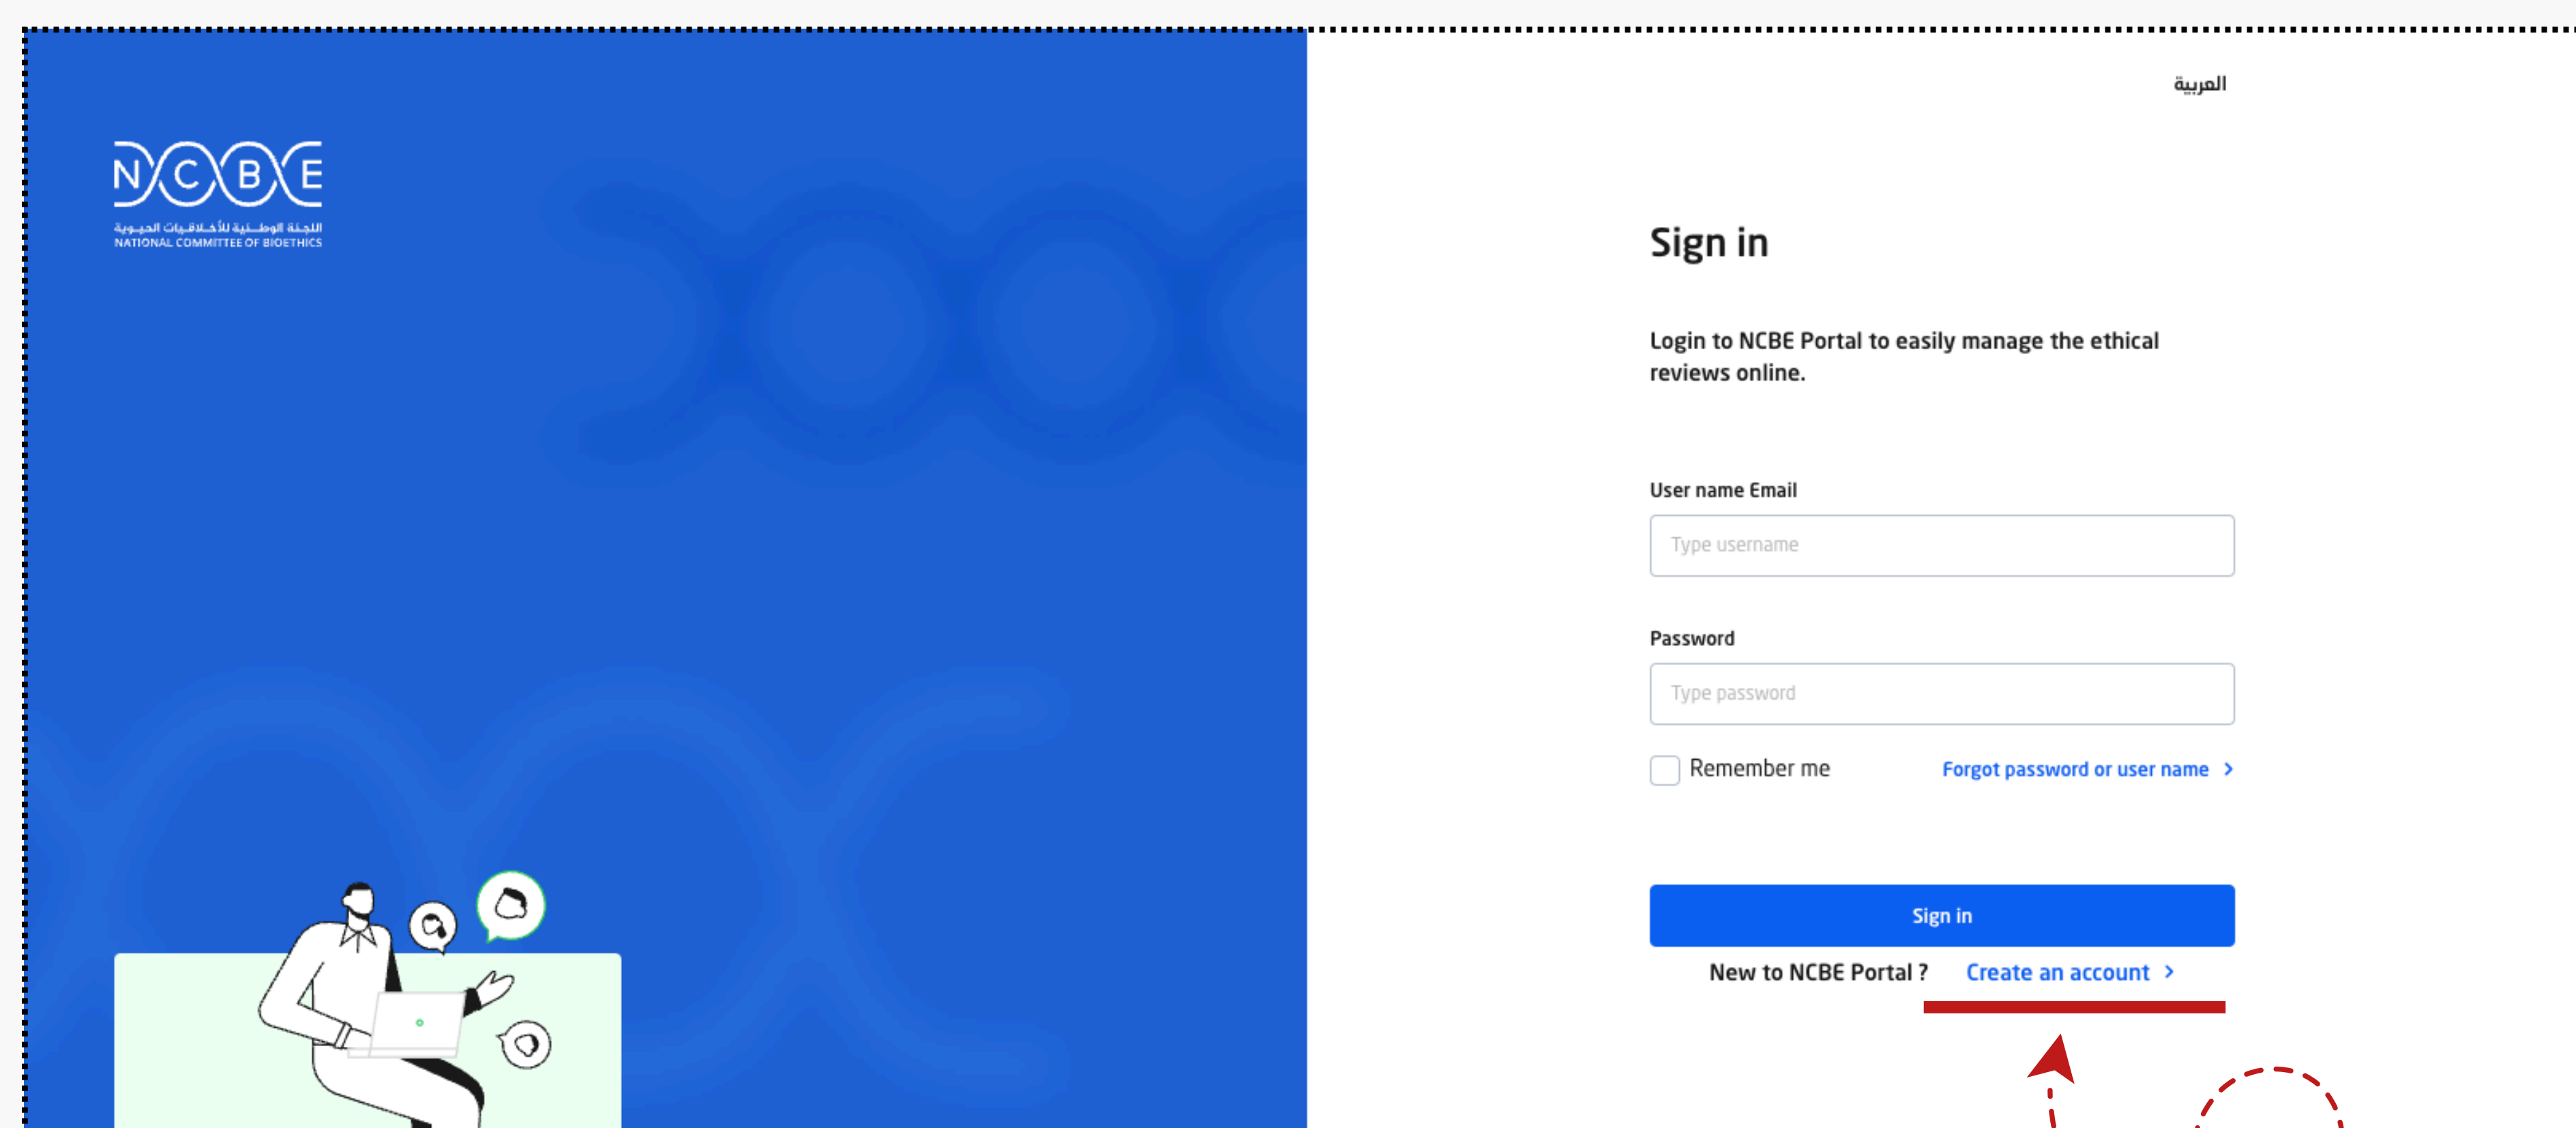 NCBE
اللجنة الوطنية للأخلاقيات الحيوية
NATIONAL COMMITTEE OF BIOETHICS
العربية
Sign in
Login to NCBE Portal to easily manage the ethical
reviews online.
User name Email
Type username
Password
Type password
Remember me
Forgot password or user name >
Sign in
New to NCBE Portal ? Create an account >